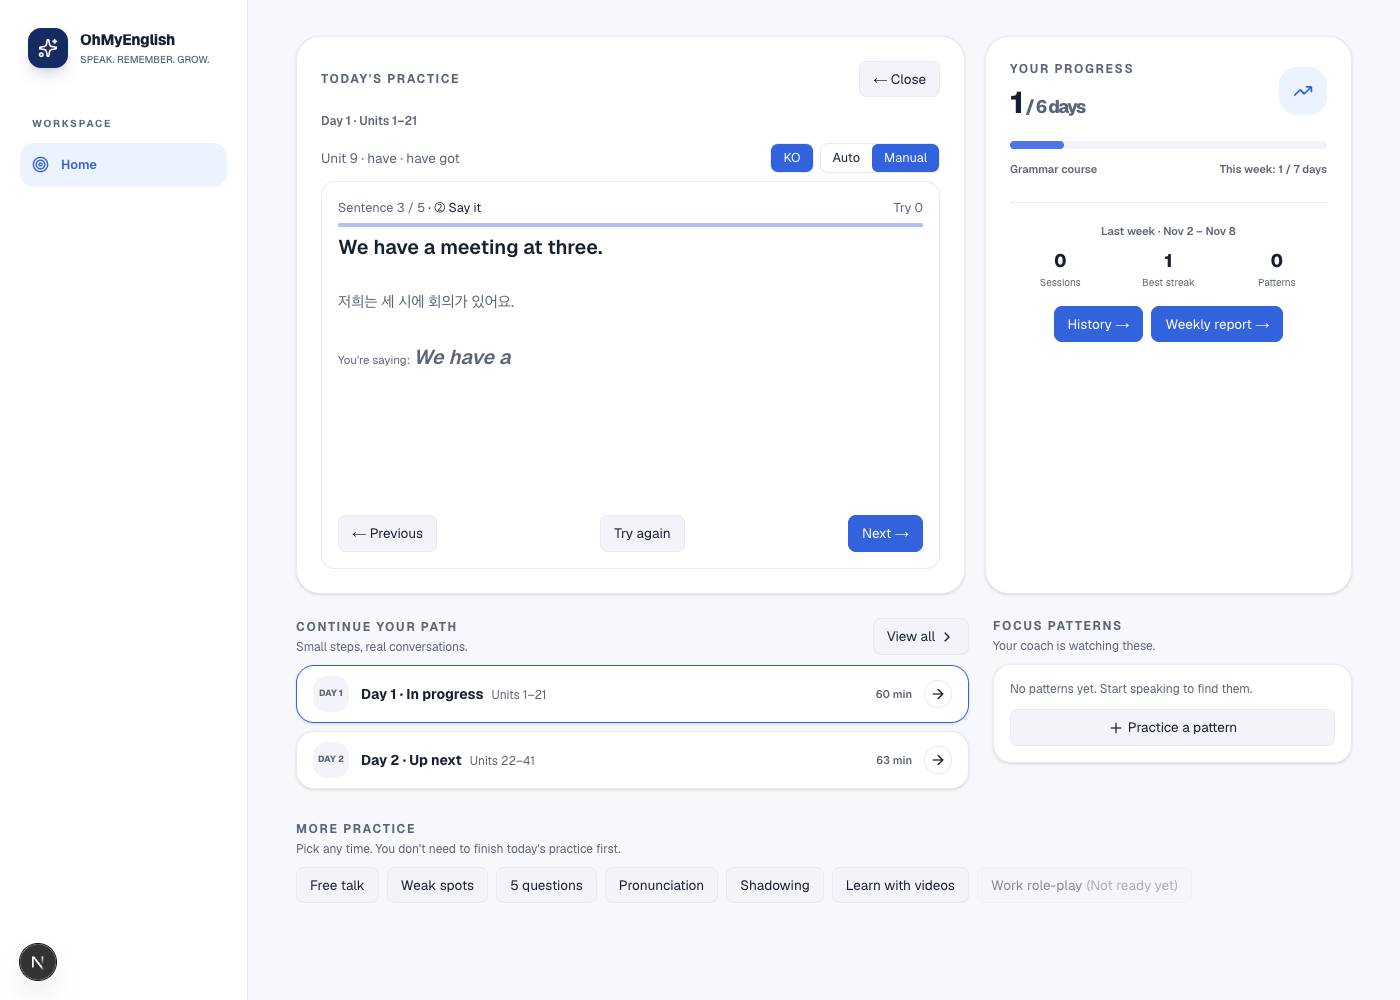 OhMyEnglish
SPEAK. REMEMBER. GROW.
WORKSPACE
Home
TODAY'S PRACTICE
← Close
Day 1 · Units 1–21
Unit 9 · have · have got
KO
Auto
Manual
Sentence 3 / 5 · ② Say it
Try 0
We have a meeting at three.
저희는 세 시에 회의가 있어요.
You're saying: We have a
← Previous
Try again
Next →
YOUR PROGRESS
1 / 6 days
Grammar course
This week: 1 / 7 days
Last week · Nov 2 – Nov 8
0
1
0
Sessions
Best streak
Patterns
History →
Weekly report →
CONTINUE YOUR PATH
Small steps, real conversations.
View all
DAY 1
Day 1 · In progress Units 1–21
60 min
DAY 2
Day 2 · Up next Units 22–41
63 min
FOCUS PATTERNS
Your coach is watching these.
No patterns yet. Start speaking to find them.
+ Practice a pattern
MORE PRACTICE
Pick any time. You don't need to finish today's practice first.
Free talk
Weak spots
5 questions
Pronunciation
Shadowing
Learn with videos
Work role-play (Not ready yet)
N